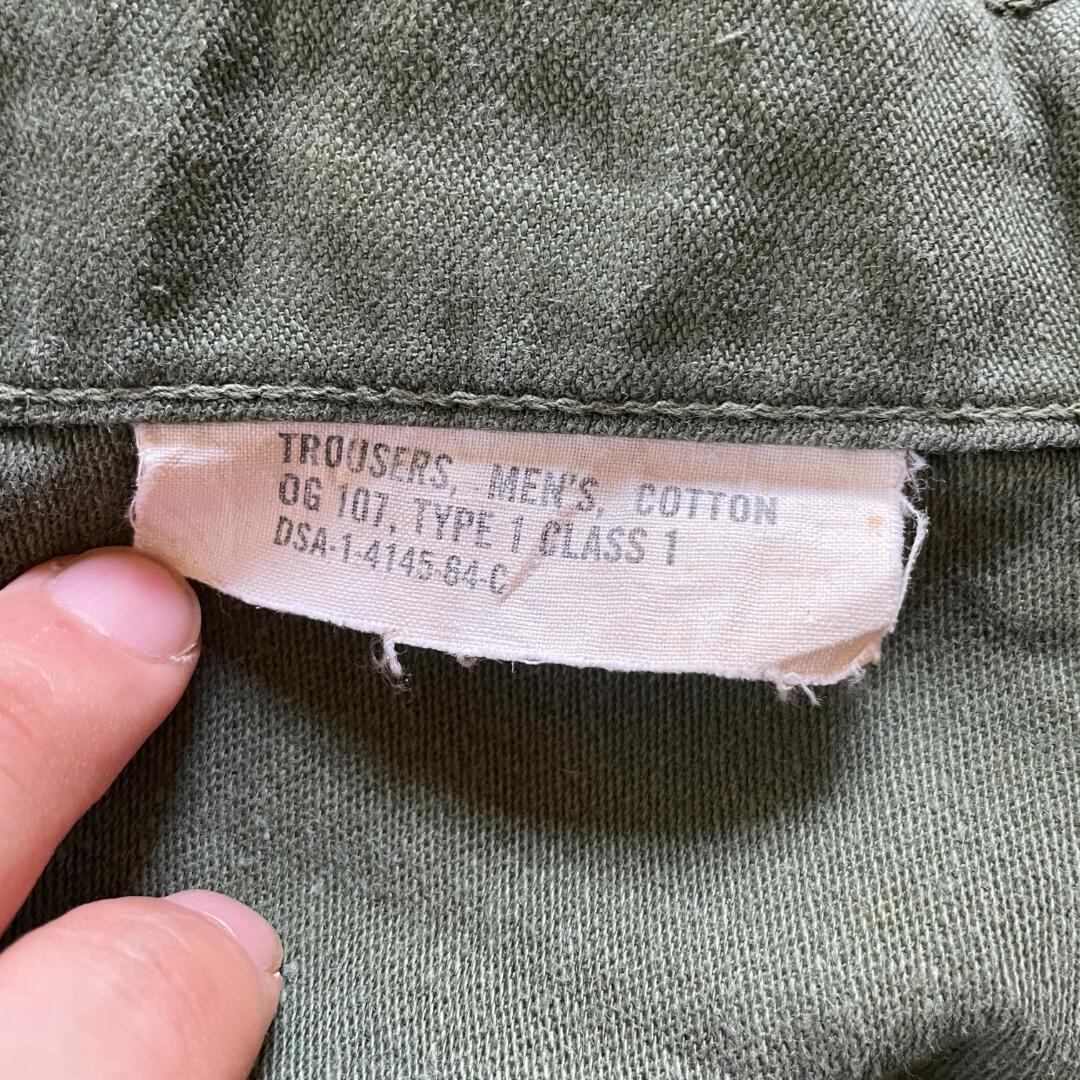 TROUSERS, MEN'S, COTTON
OG 107, TYPE 1 CLASS 1
DSA-1-4145-64-C